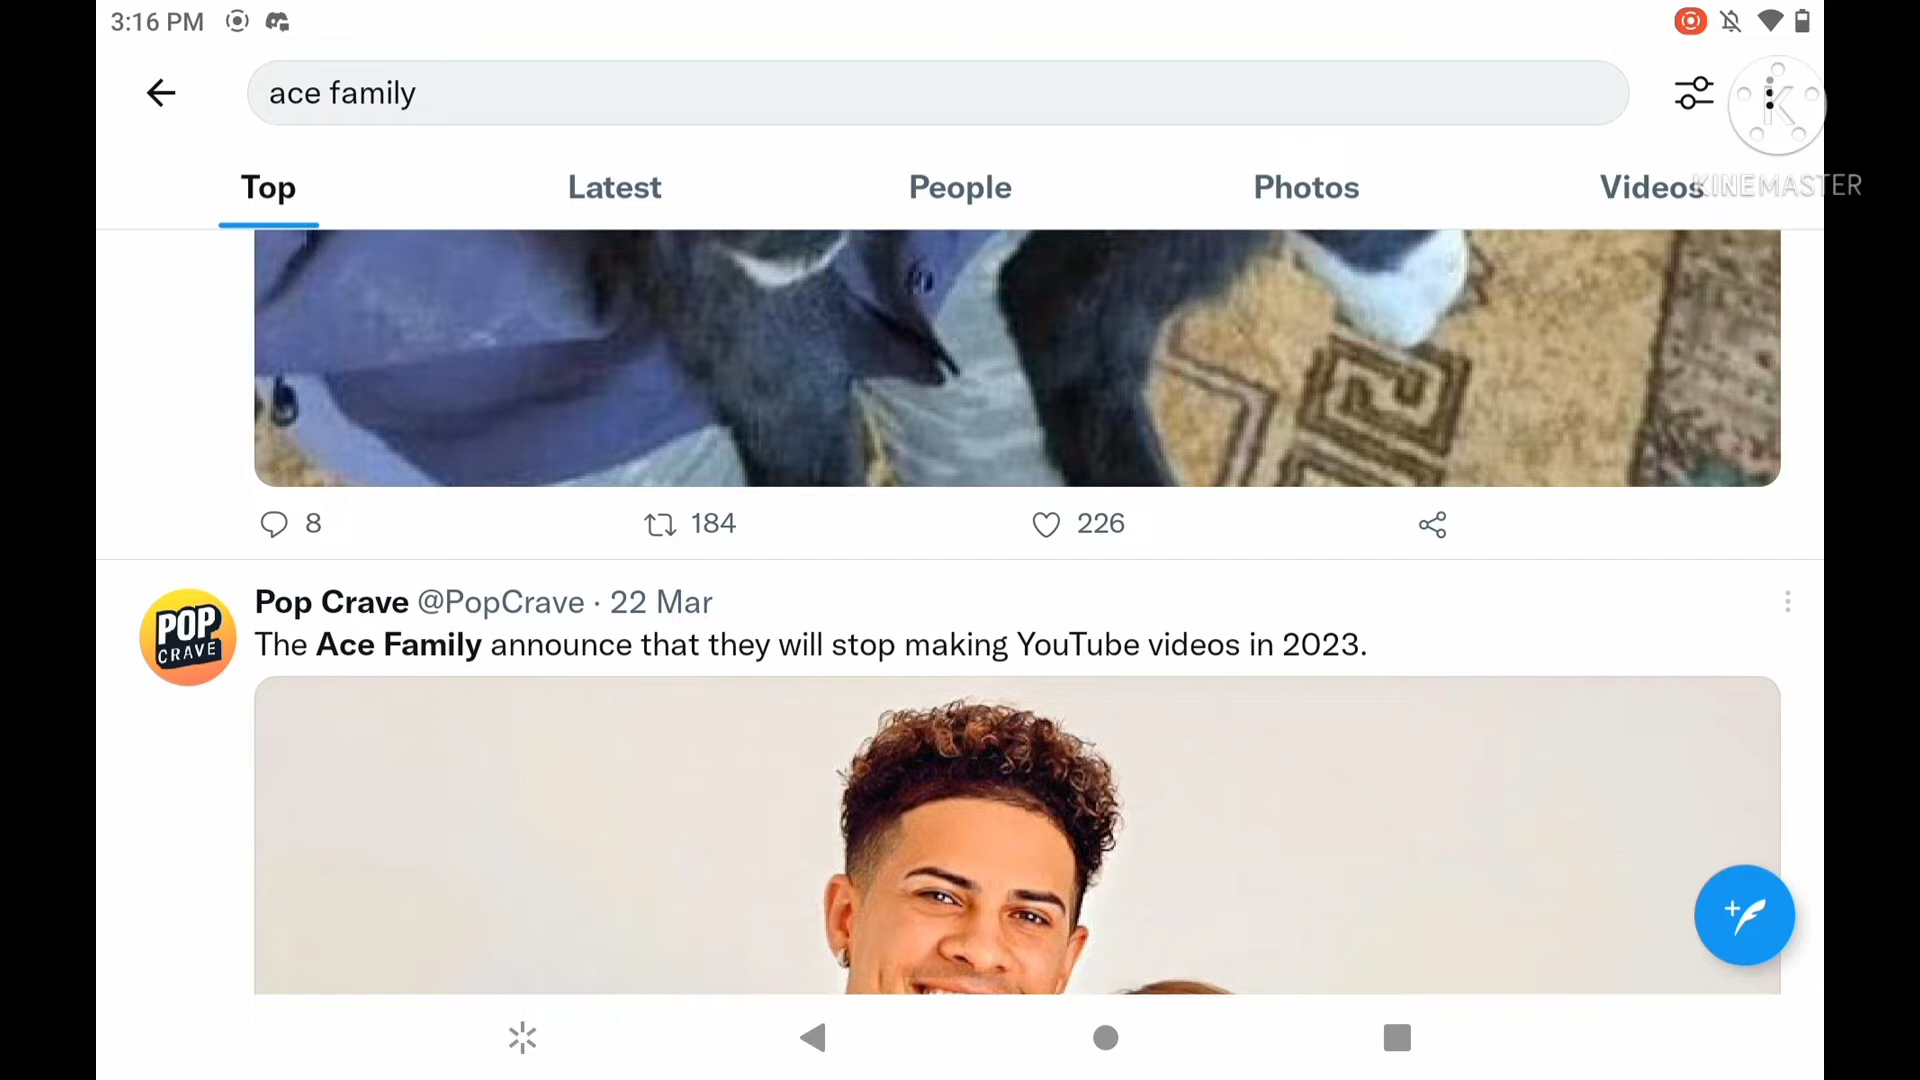 3:16 PM
ace family
Top
Latest
People
Photos
Videos
KINEMASTER
8
184
226
Pop Crave @PopCrave · 22 Mar
POP
CRAVE
The Ace Family announce that they will stop making YouTube videos in 2023.